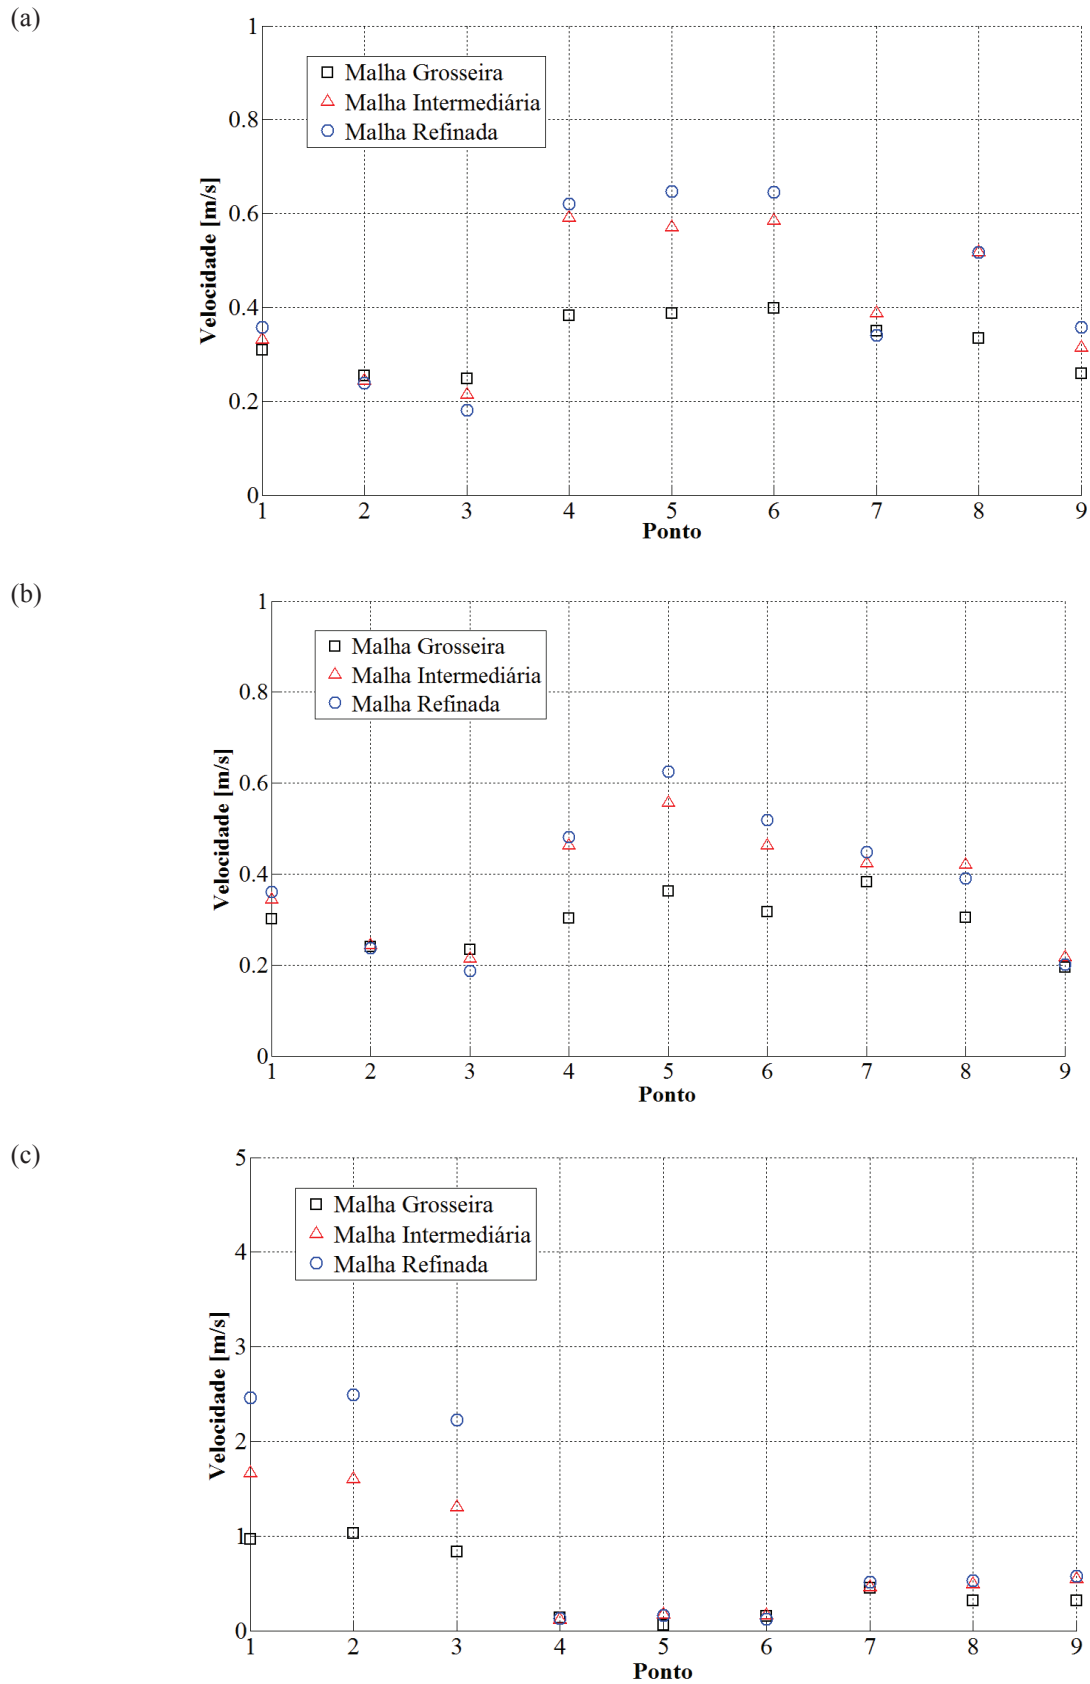 (a)
1
0.8
0.6
0.4
0.2
0
Velocidade [m/s]
Malha Grosseira
Malha Intermediária
Malha Refinada
1 2 3 4 5 6 7 8 9
Ponto
(b)
1
0.8
0.6
0.4
0.2
0
Velocidade [m/s]
Malha Grosseira
Malha Intermediária
Malha Refinada
1 2 3 4 5 6 7 8 9
Ponto
(c)
5
4
3
2
1
0
Velocidade [m/s]
Malha Grosseira
Malha Intermediária
Malha Refinada
1 2 3 4 5 6 7 8 9
Ponto